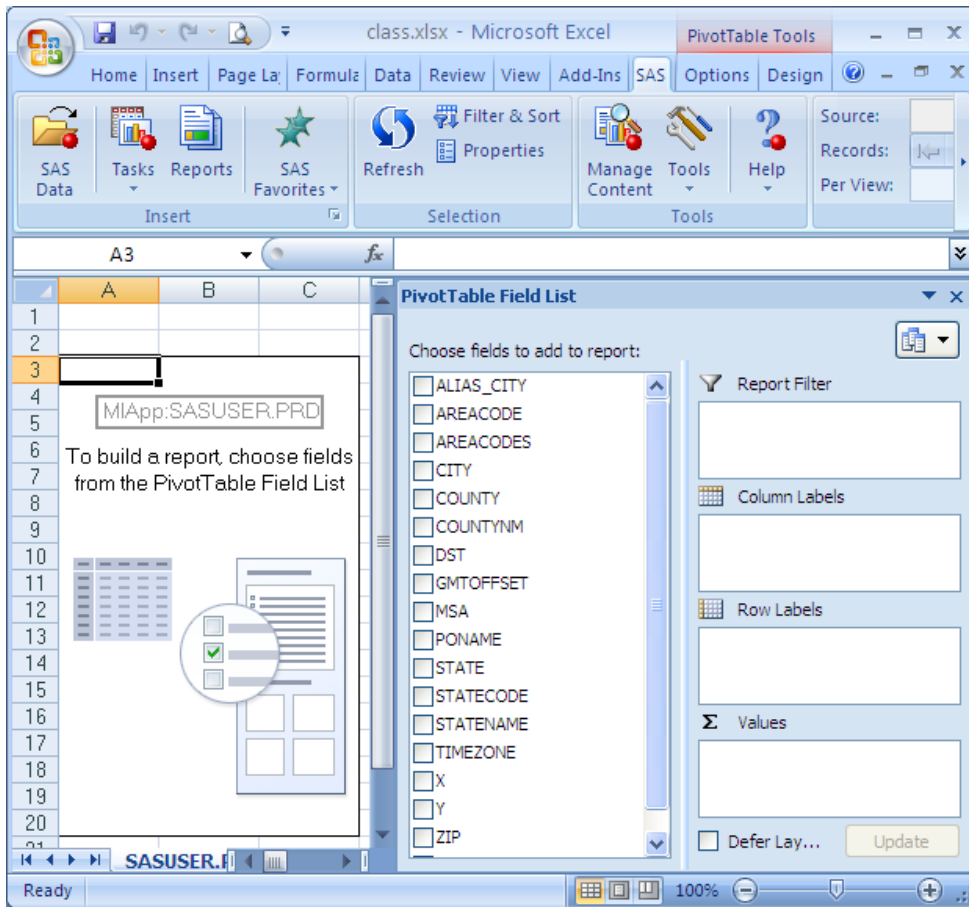 class.xlsx - Microsoft Excel
PivotTable Tools
Home Insert Page La Formula Data Review View Add-Ins SAS Options Design
SAS Data
Tasks
Reports
SAS Favorites
Insert
Refresh
Filter & Sort
Properties
Selection
Manage Content
Tools
Help
Tools
Source:
Records:
Per View:
A3
fx
A B C
PivotTable Field List
1
2
3
4
5
6
7
8
9
10
11
12
13
14
15
16
17
18
19
20
21
MIApp:SASUSER.PRD
To build a report, choose fields
from the PivotTable Field List
Choose fields to add to report:
ALIAS_CITY
AREACODE
AREACODES
CITY
COUNTY
COUNTYNM
DST
GMTOFFSET
MSA
PONAME
STATE
STATECODE
STATENAME
TIMEZONE
X
Y
ZIP
Report Filter
Column Labels
Row Labels
Σ Values
Defer Lay...
Update
SASUSER.P
Ready
100%